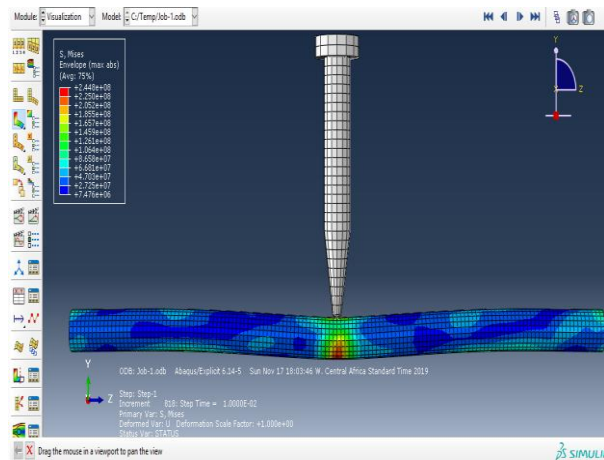 Module: Visualization Model: C:/Temp/Job-1.odb
S, Mises
Envelope (max abs)
(Avg: 75%)
+2.448e+08
+2.250e+08
+2.052e+08
+1.855e+08
+1.657e+08
+1.459e+08
+1.261e+08
+1.064e+08
+8.658e+07
+6.681e+07
+4.703e+07
+2.725e+07
+7.476e+06
Y
X
Z
Y
Z
ODB: Job-1.odb Abaqus/Explicit 6.14-5 Sun Nov 17 18:03:46 W. Central Africa Standard Time 2019
Step: Step-1
Increment 818: Step Time = 1.0000E-02
Primary Var: S, Mises
Deformed Var: U Deformation Scale Factor: +1.000e+00
Status Var: STATUS
Drag the mouse in a viewport to pan the view
SIMULI